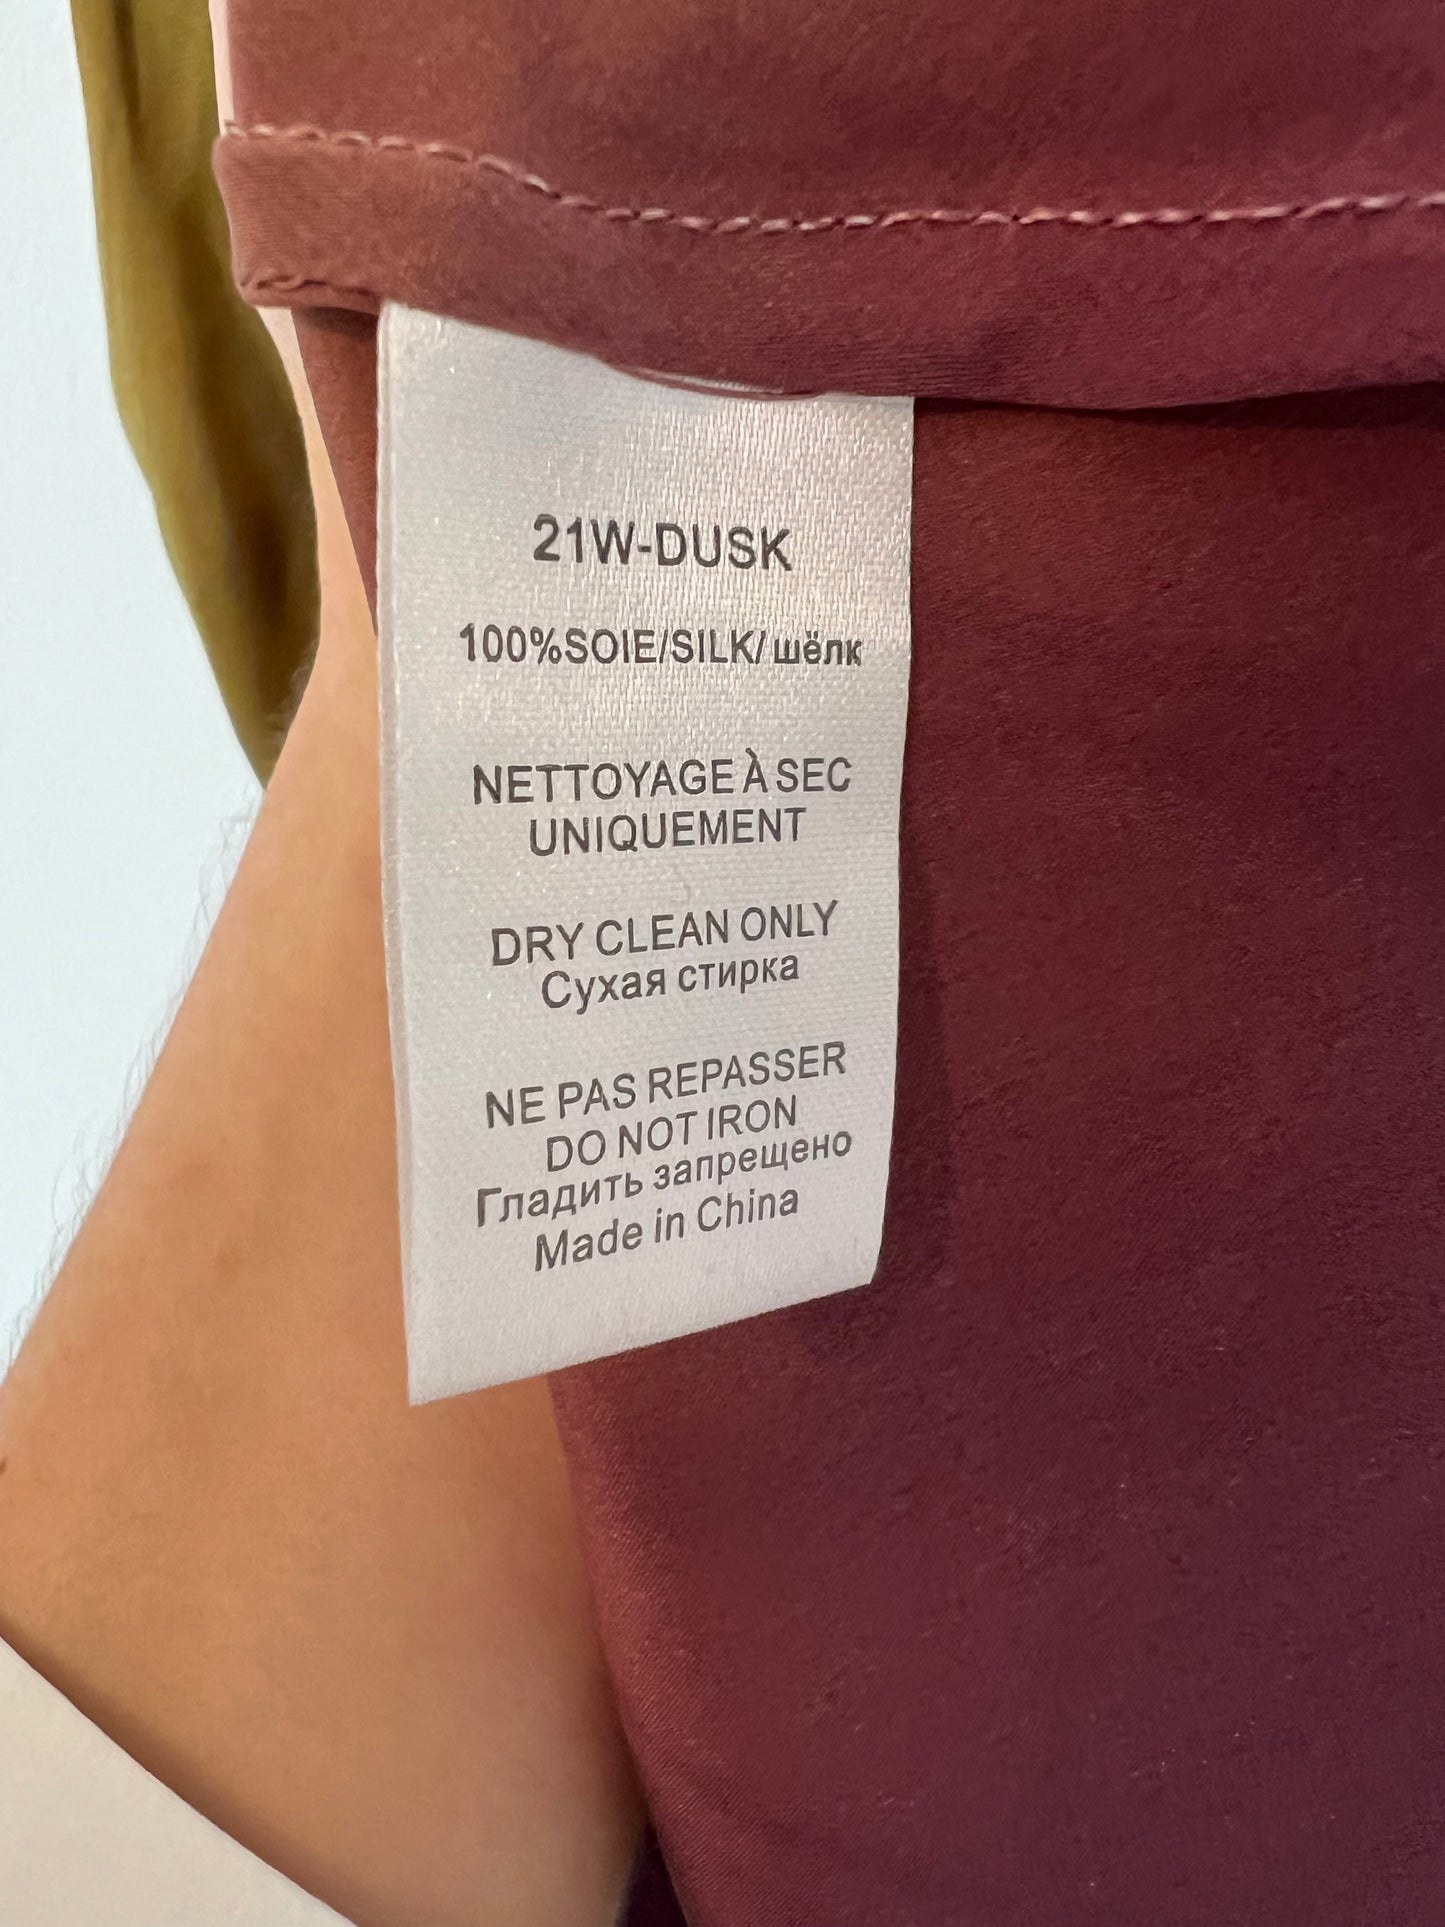 21W-DUSK
100%SOIE/SILK/шёлк
NETTOYAGE À SEC
UNIQUEMENT
DRY CLEAN ONLY
Сухая стирка
NE PAS REPASSER
DO NOT IRON
Гладить запрещено
Made in China